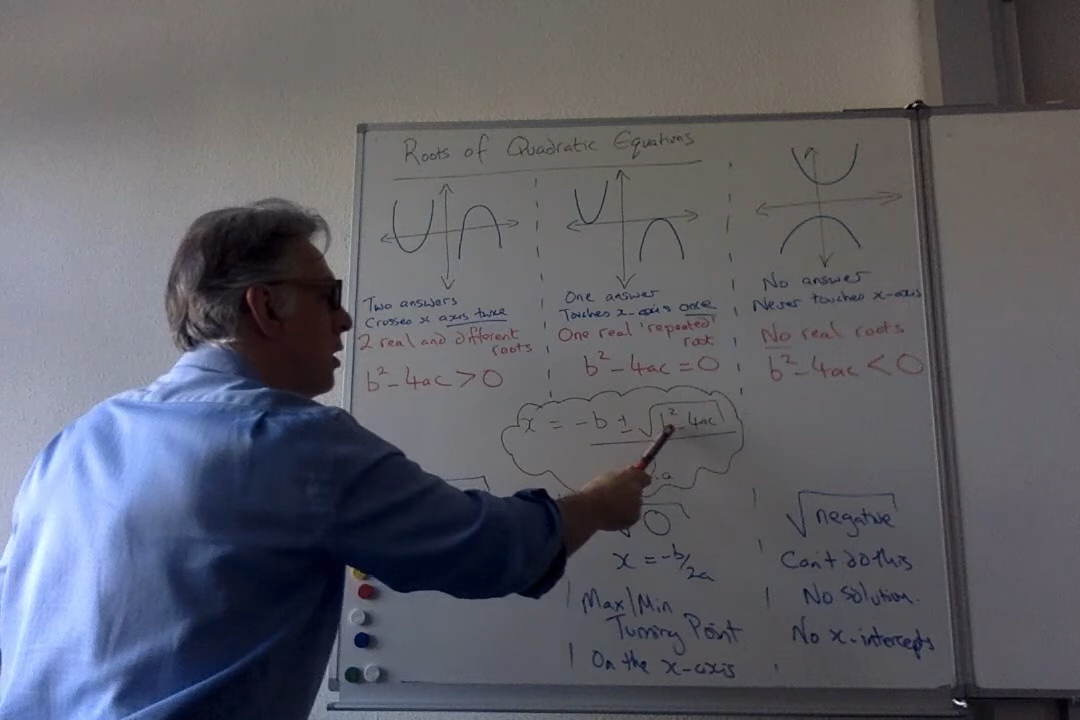 Roots of Quadratic Equations
Two answers
Crosses x axis twice
2 real and different
roots
b²-4ac > 0
One answer
Touches x-axis once
One real 'repeated'
root
b²-4ac = 0
No answer
Never touches x-axis
No real roots
b²-4ac < 0
x = -b ± √b²-4ac
a
√0
x = -b/2a
Max/Min
Turning Point
On the x-axis
√negative
Can't do this
No solution.
No x-intercepts